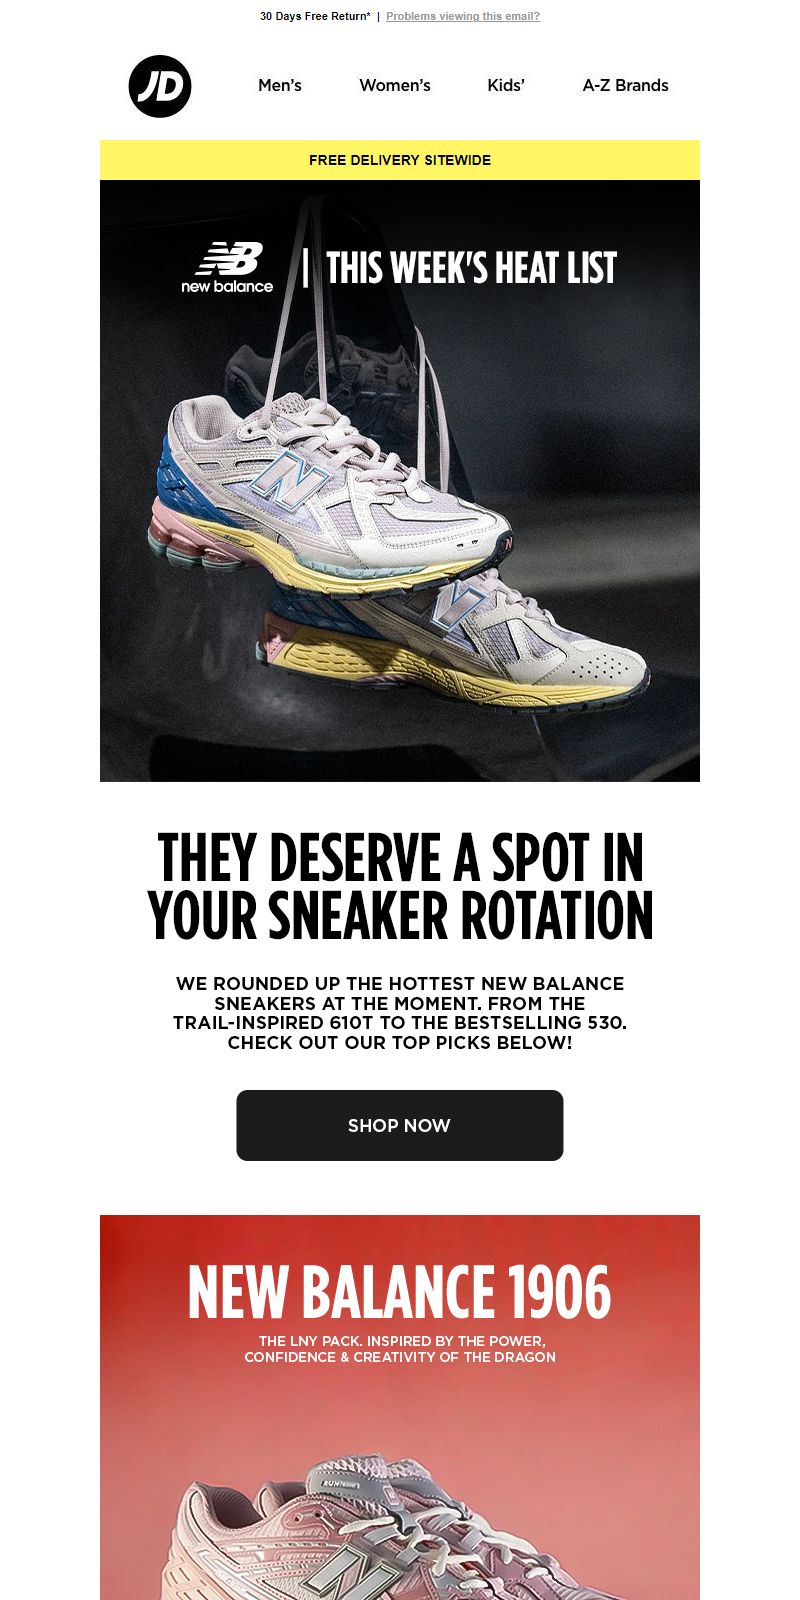 30 Days Free Return* | Problems viewing this email?
JD
Men's
Women's
Kids'
A-Z Brands
FREE DELIVERY SITEWIDE
NB
new balance
| THIS WEEK'S HEAT LIST
N
N
THEY DESERVE A SPOT IN
YOUR SNEAKER ROTATION
WE ROUNDED UP THE HOTTEST NEW BALANCE
SNEAKERS AT THE MOMENT. FROM THE
TRAIL-INSPIRED 610T TO THE BESTSELLING 530.
CHECK OUT OUR TOP PICKS BELOW!
SHOP NOW
NEW BALANCE 1906
THE LNY PACK. INSPIRED BY THE POWER,
CONFIDENCE & CREATIVITY OF THE DRAGON
N